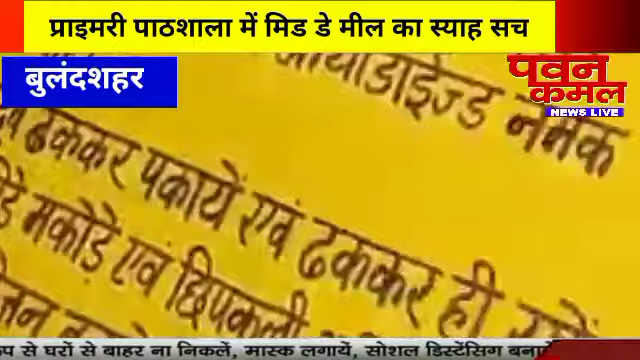 प्राइमरी पाठशाला में मिड डे मील का स्याह सच
बुलंदशहर
पवन
कमल
NEWS LIVE
आयोडाइज्ड नमक
ढककर पकायें एवं ढककर ही
मकौड़े एवं छिपकली
से घरों से बाहर ना निकलें, मास्क लगायें, सोशल डिस्टेंसिंग